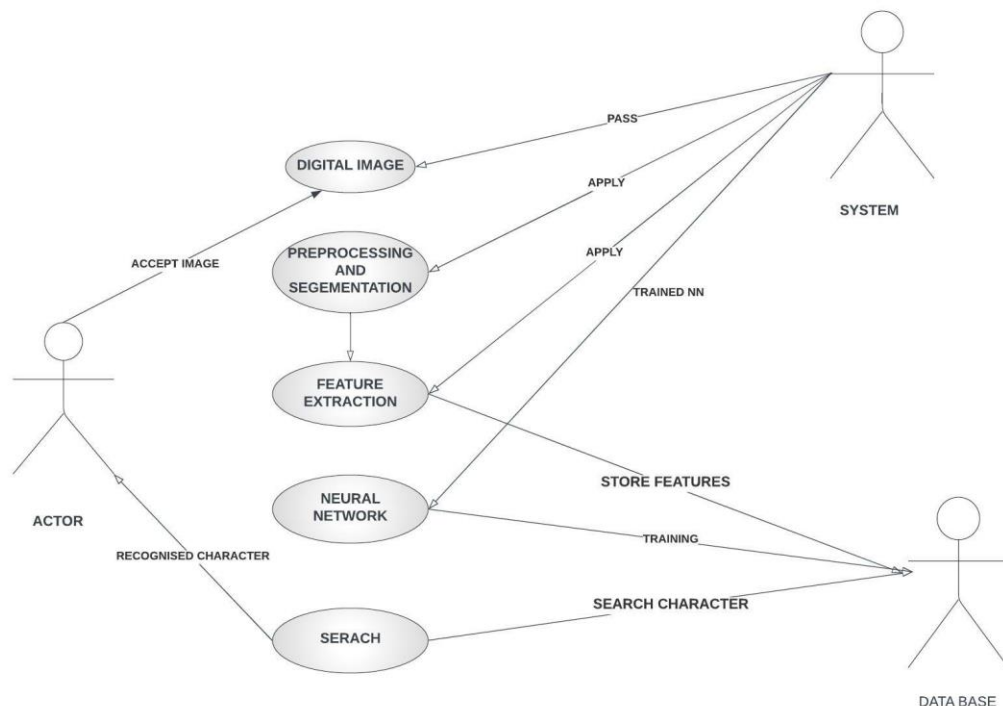 PASS
DIGITAL IMAGE
APPLY
SYSTEM
PREPROCESSING
AND
SEGEMENTATION
APPLY
ACCEPT IMAGE
TRAINED NN
FEATURE
EXTRACTION
STORE FEATURES
NEURAL
NETWORK
ACTOR
TRAINING
RECOGNISED CHARACTER
SEARCH CHARACTER
SERACH
DATA BASE